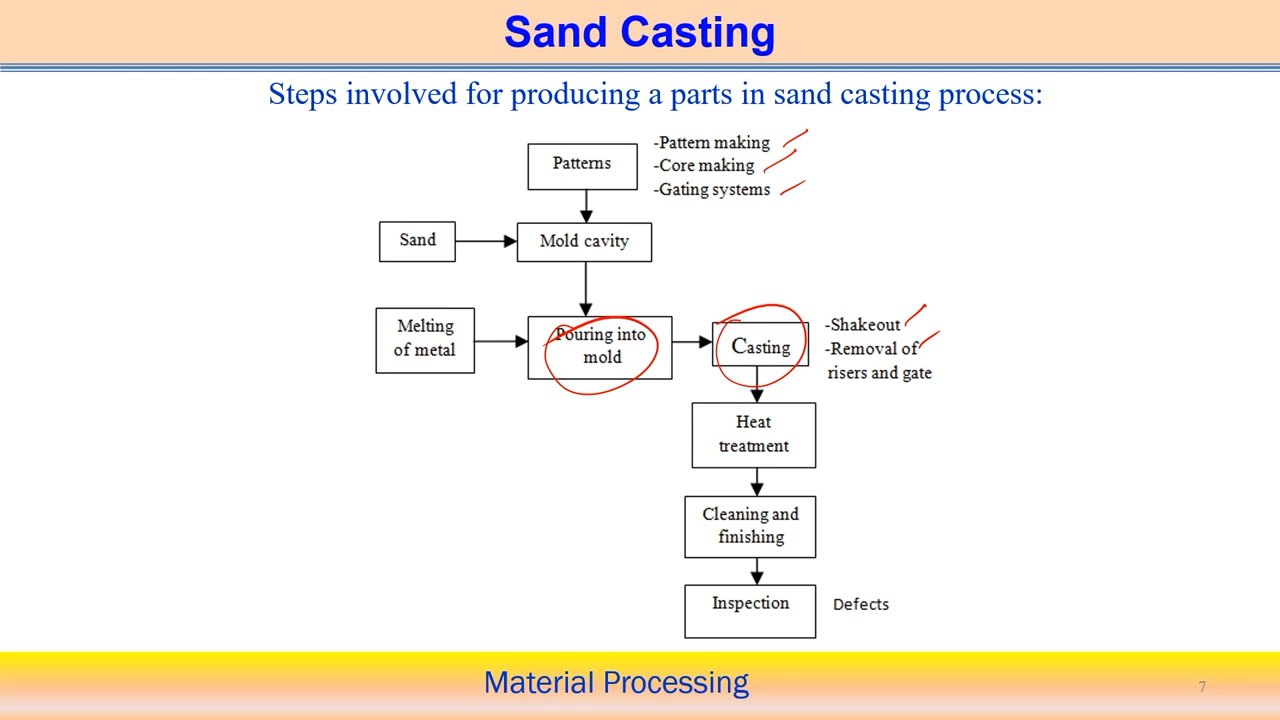 Sand Casting
Steps involved for producing a parts in sand casting process:
Patterns
-Pattern making
-Core making
-Gating systems
Sand
Mold cavity
Melting
of metal
Pouring into
mold
Casting
-Shakeout
-Removal of
risers and gate
Heat
treatment
Cleaning and
finishing
Inspection
Defects
Material Processing
7